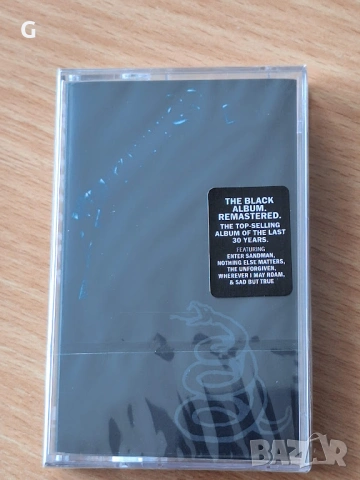 G
THE BLACK
ALBUM.
REMASTERED.
THE TOP-SELLING
ALBUM OF THE LAST
30 YEARS.
FEATURING
ENTER SANDMAN,
NOTHING ELSE MATTERS,
THE UNFORGIVEN,
WHEREVER I MAY ROAM,
& SAD BUT TRUE
BAZAR